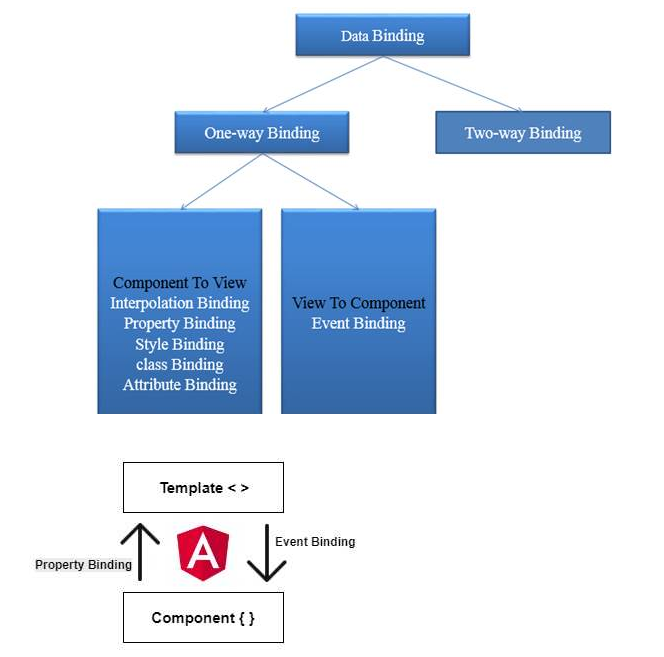 Data Binding
One-way Binding
Two-way Binding
Component To View
Interpolation Binding
Property Binding
Style Binding
class Binding
Attribute Binding
View To Component
Event Binding
Template < >
A
Event Binding
Property Binding
Component { }